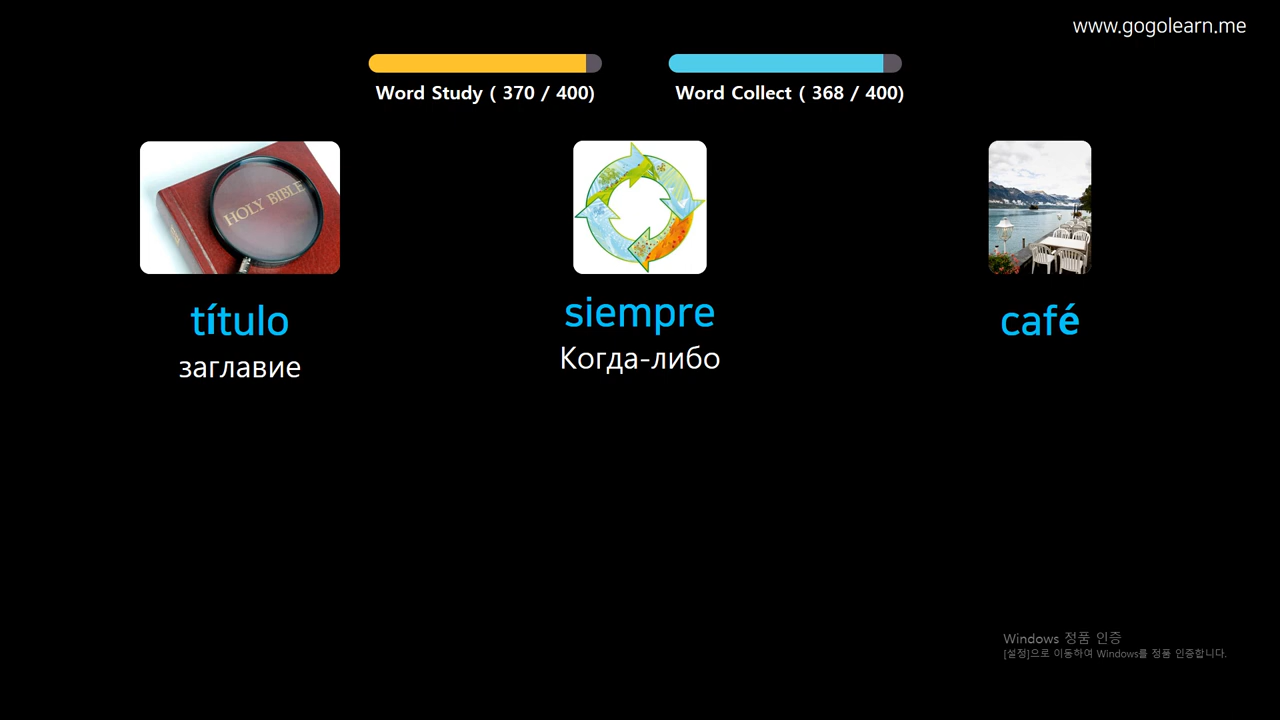 www.gogolearn.me
Word Study ( 370 / 400)
Word Collect ( 368 / 400)
HOLY BIBLE
título
заглавие
siempre
Когда-либо
café
Windows 정품 인증
[설정]으로 이동하여 Windows를 정품 인증합니다.